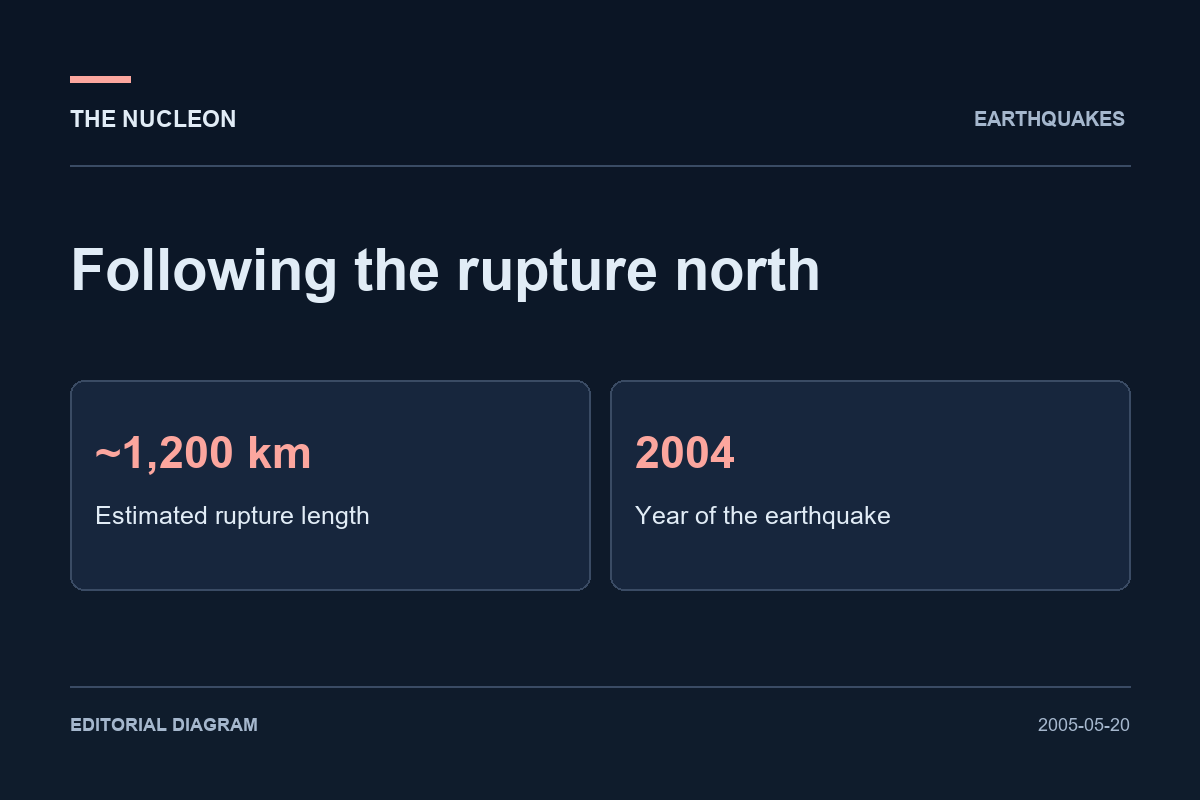 THE NUCLEON
EARTHQUAKES
Following the rupture north
~1,200 km
Estimated rupture length
2004
Year of the earthquake
EDITORIAL DIAGRAM
2005-05-20